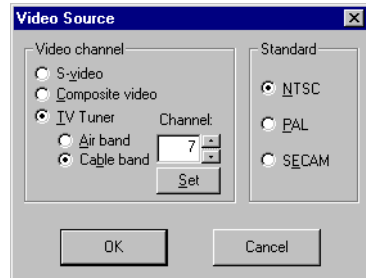 Video Source
Video channel
S-video
Composite video
TV Tuner
Channel:
Air band
7
Cable band
Set
Standard
NTSC
PAL
SECAM
OK
Cancel